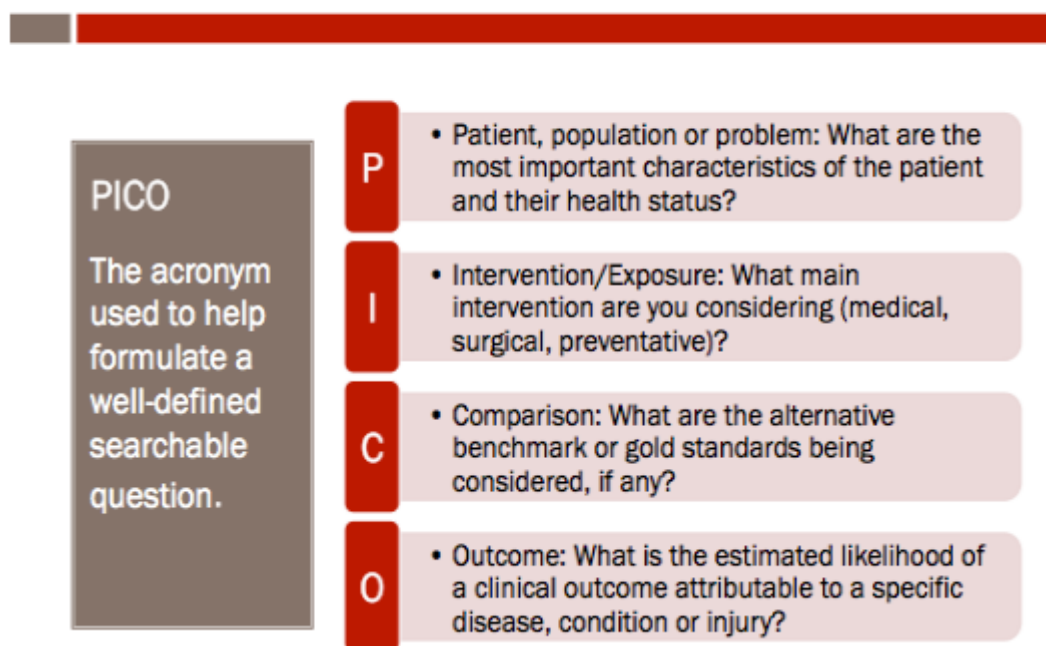 PICO
The acronym
used to help
formulate a
well-defined
searchable
question.
P
• Patient, population or problem: What are the
most important characteristics of the patient
and their health status?
I
• Intervention/Exposure: What main
intervention are you considering (medical,
surgical, preventative)?
C
• Comparison: What are the alternative
benchmark or gold standards being
considered, if any?
O
• Outcome: What is the estimated likelihood of
a clinical outcome attributable to a specific
disease, condition or injury?